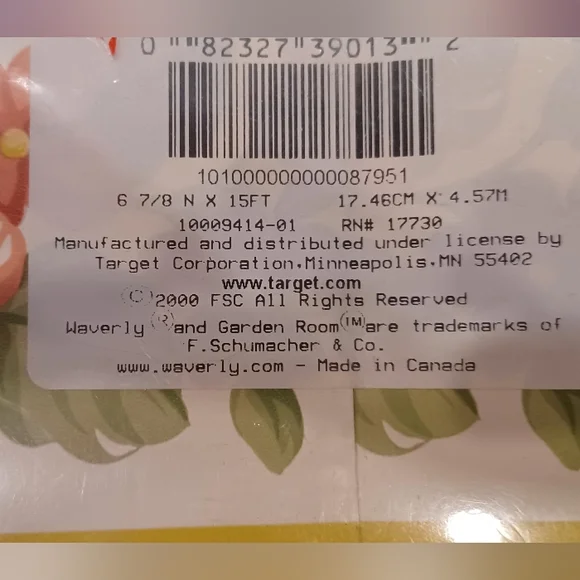 0 82327 39013 2
101000000000087951
6 7/8 N X 15FT 17.46CM X 4.57M
10009414-01 RN# 17730
Manufactured and distributed under license by
Target Corporation.Minneapolis.MN 55402
www.target.com
©2000 FSC All Rights Reserved
Waverly®and Garden Room™are trademarks of
F.Schumacher & Co.
www.waverly.com - Made in Canada